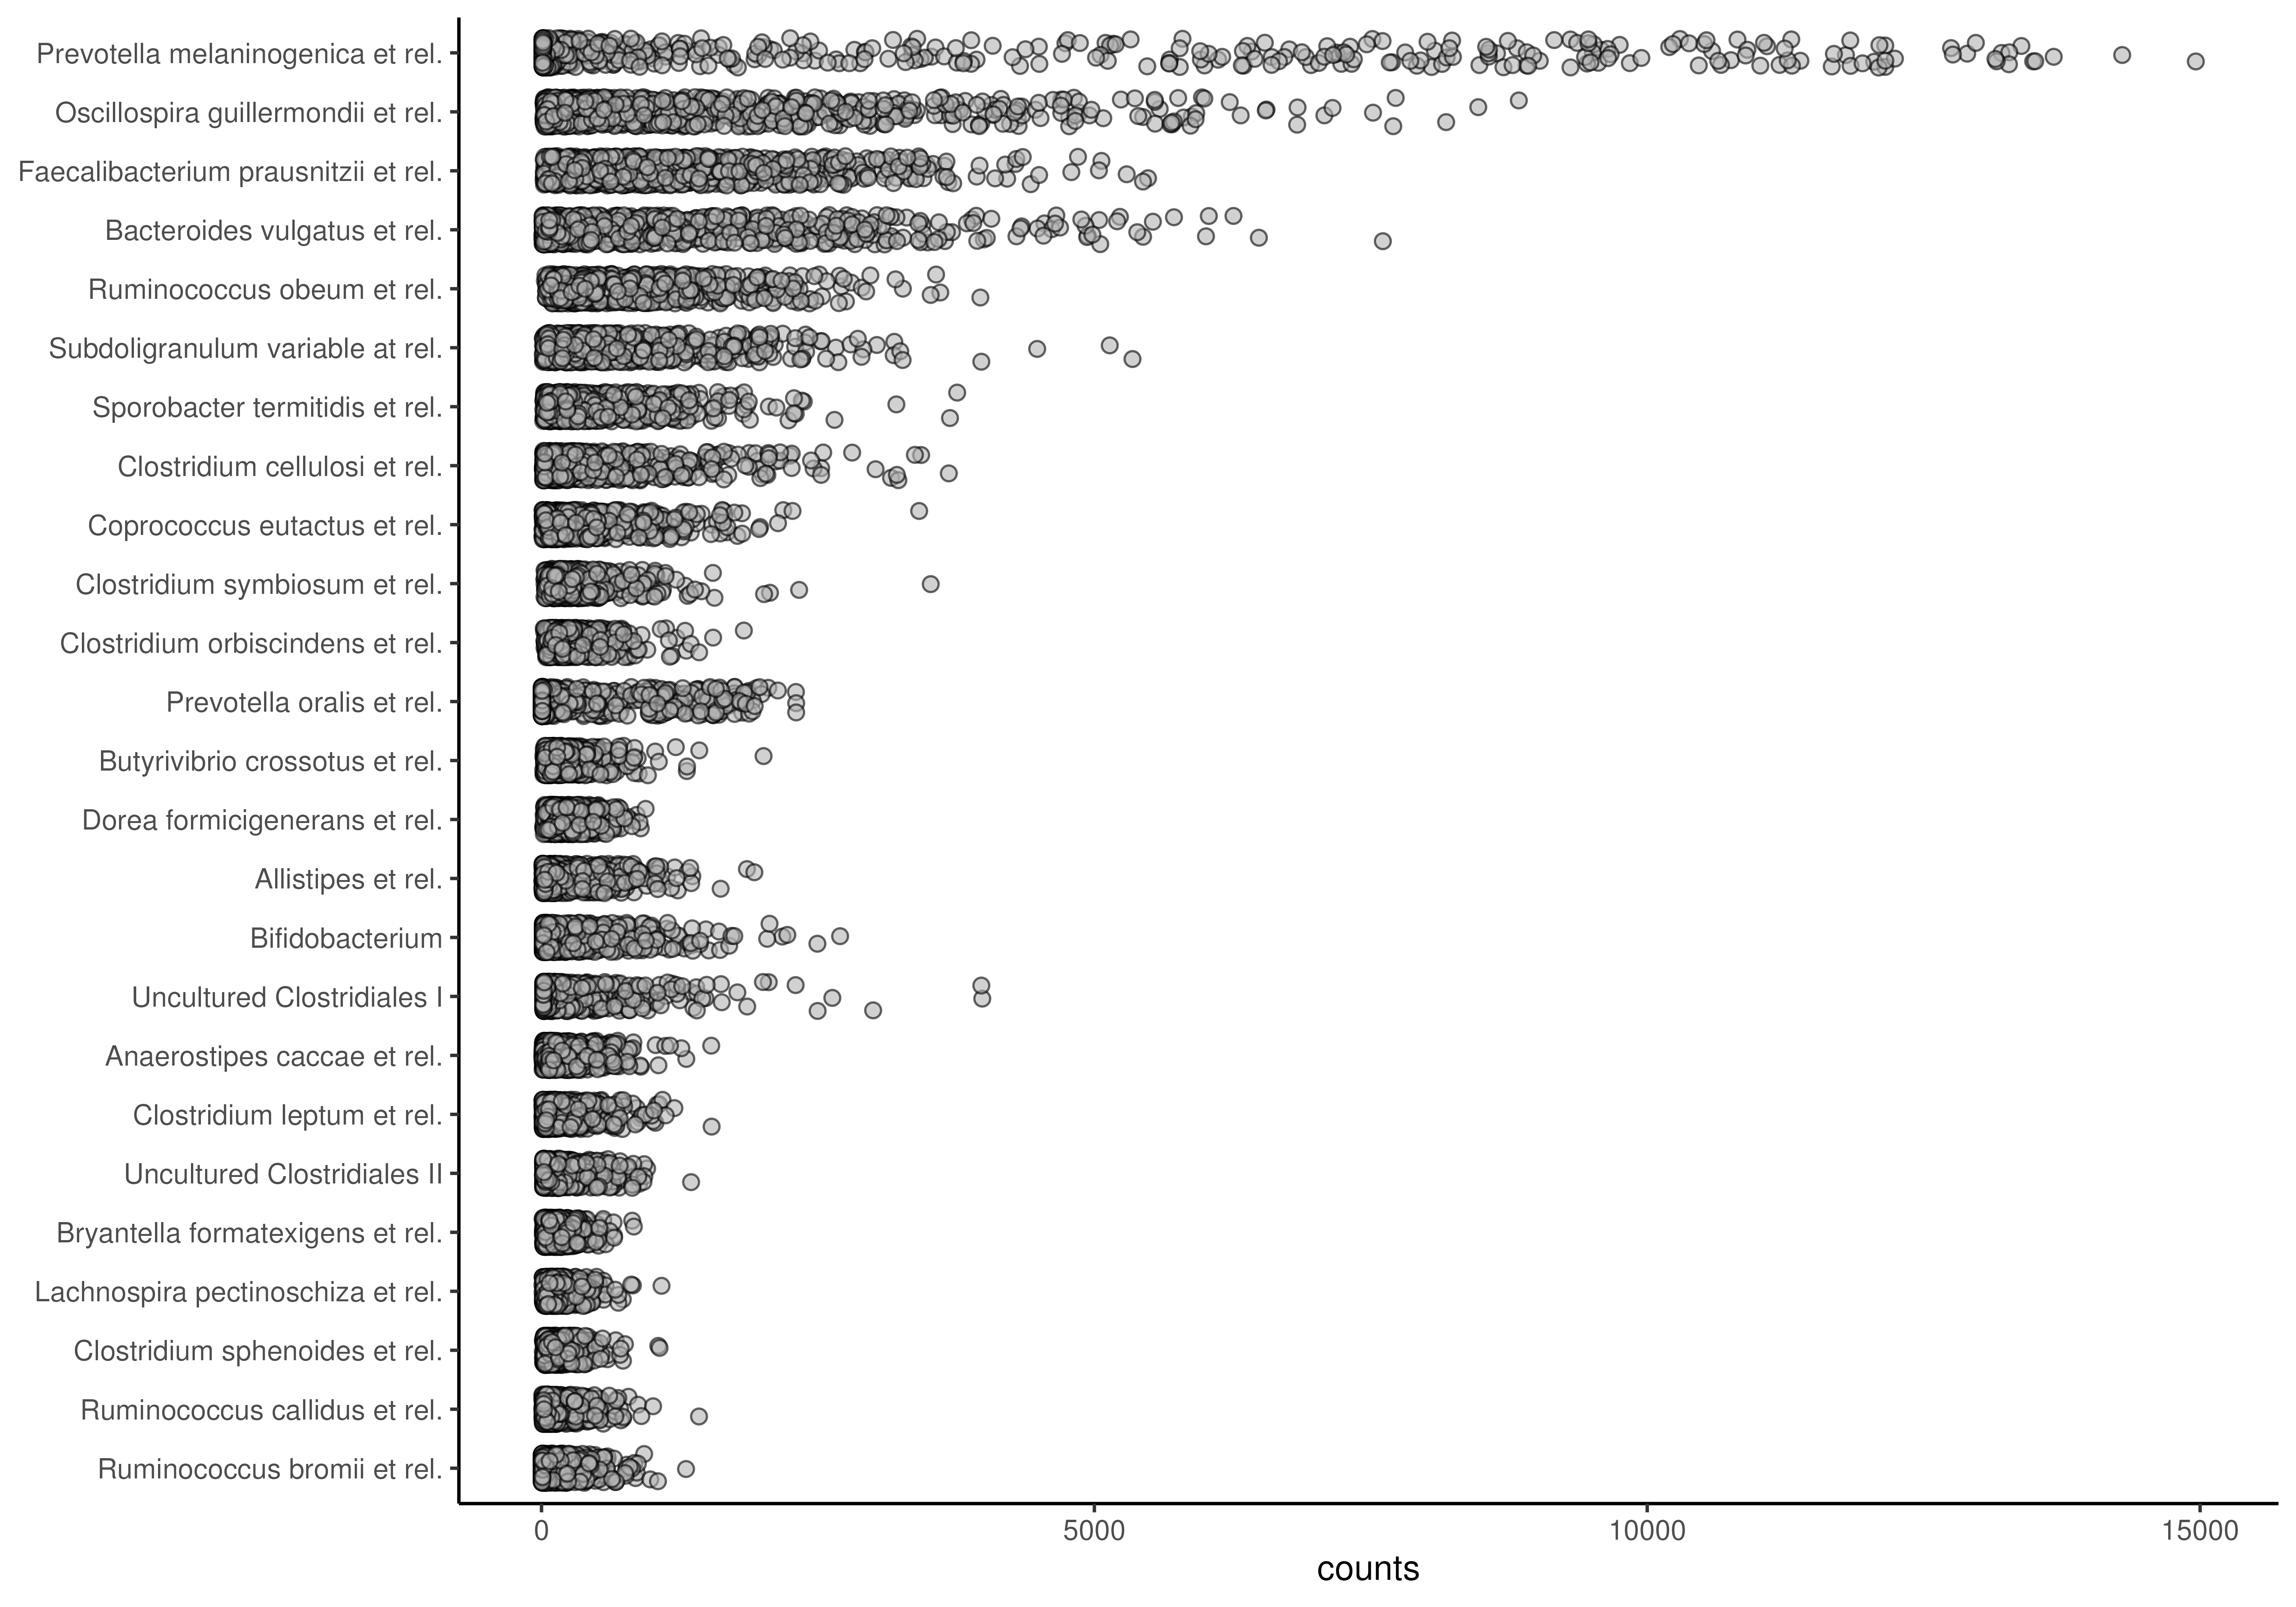 Prevotella melaninogenica et rel.
Oscillospira guillermondii et rel.
Faecalibacterium prausnitzii et rel.
Bacteroides vulgatus et rel.
Ruminococcus obeum et rel.
Subdoligranulum variable at rel.
Sporobacter termitidis et rel.
Clostridium cellulosi et rel.
Coprococcus eutactus et rel.
Clostridium symbiosum et rel.
Clostridium orbiscindens et rel.
Prevotella oralis et rel.
Butyrivibrio crossotus et rel.
Dorea formicigenerans et rel.
Allistipes et rel.
Bifidobacterium
Uncultured Clostridiales I
Anaerostipes caccae et rel.
Clostridium leptum et rel.
Uncultured Clostridiales II
Bryantella formatexigens et rel.
Lachnospira pectinoschiza et rel.
Clostridium sphenoides et rel.
Ruminococcus callidus et rel.
Ruminococcus bromii et rel.
0 5000 10000 15000
counts